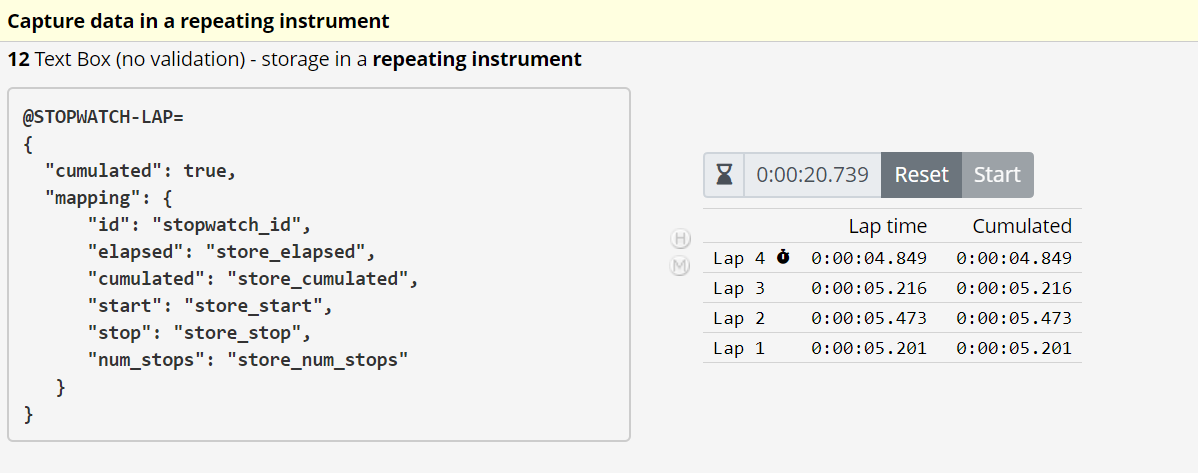 Capture data in a repeating instrument
12 Text Box (no validation) - storage in a repeating instrument
@STOPWATCH-LAP=
{
"cumulated": true,
"mapping": {
"id": "stopwatch_id",
"elapsed": "store_elapsed",
"cumulated": "store_cumulated",
"start": "store_start",
"stop": "store_stop",
"num_stops": "store_num_stops"
}
}
0:00:20.739 Reset Start
H
M
Lap time Cumulated
Lap 4 0:00:04.849 0:00:04.849
Lap 3 0:00:05.216 0:00:05.216
Lap 2 0:00:05.473 0:00:05.473
Lap 1 0:00:05.201 0:00:05.201